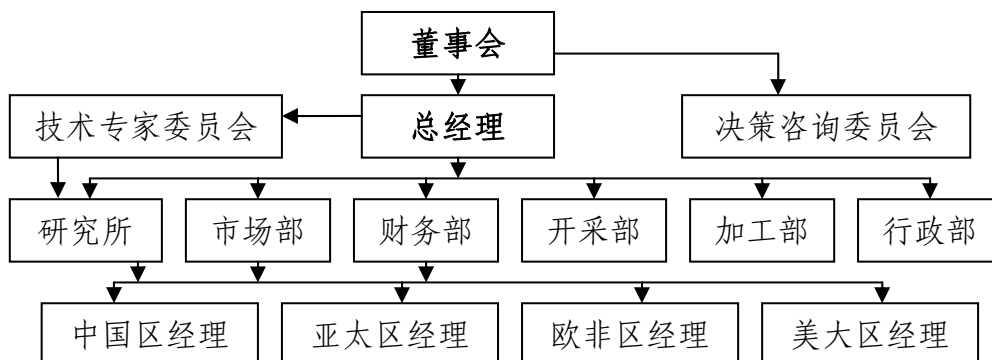 董事会
技术专家委员会
总经理
决策咨询委员会
研究所
市场部
财务部
开采部
加工部
行政部
中国区经理
亚太区经理
欧非区经理
美大区经理